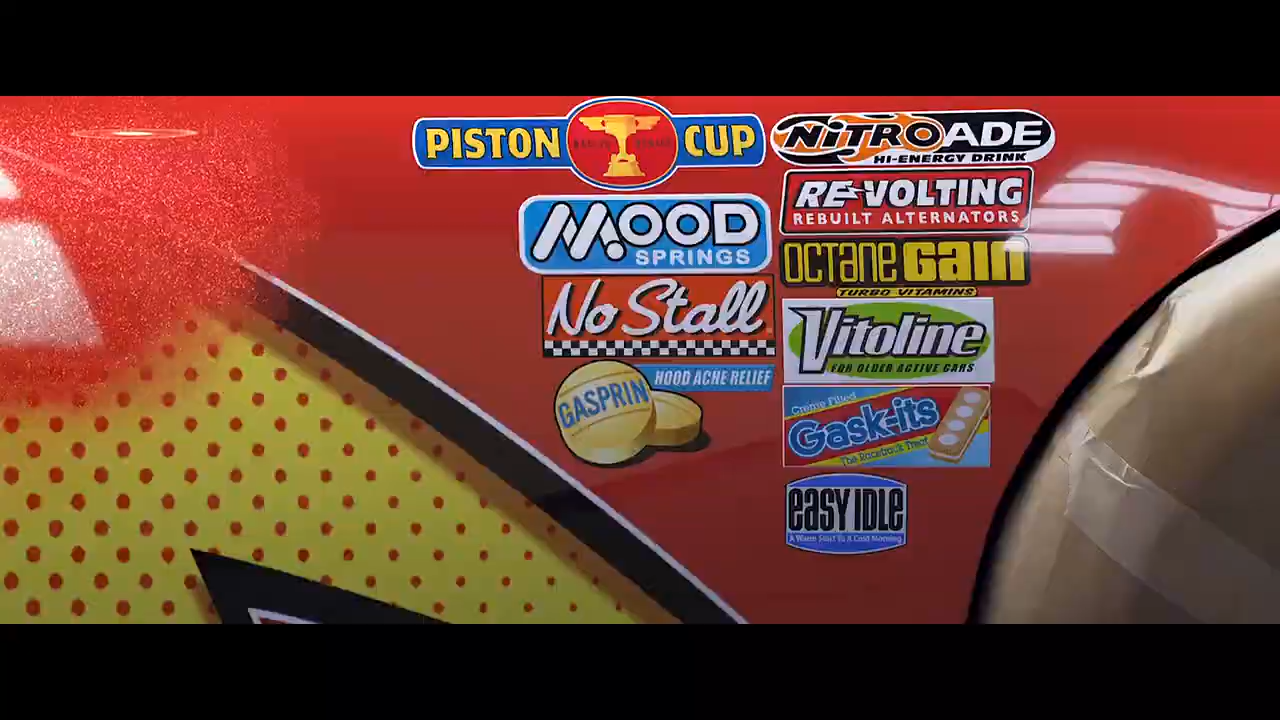 PISTON CUP
NiTROADE
HI-ENERGY DRINK
RE-VOLTING
REBUILT ALTERNATORS
MOOD
SPRINGS
OCTANE GAIN
TURBO VITAMINS
No Stall
Vitoline
FOR OLDER ACTIVE CARS
HOOD ACHE RELIEF
GASPRIN
Creme Filled
Gask-its
The Racetrack Treat
EASY IDLE
A Warm Start To A Cold Morning